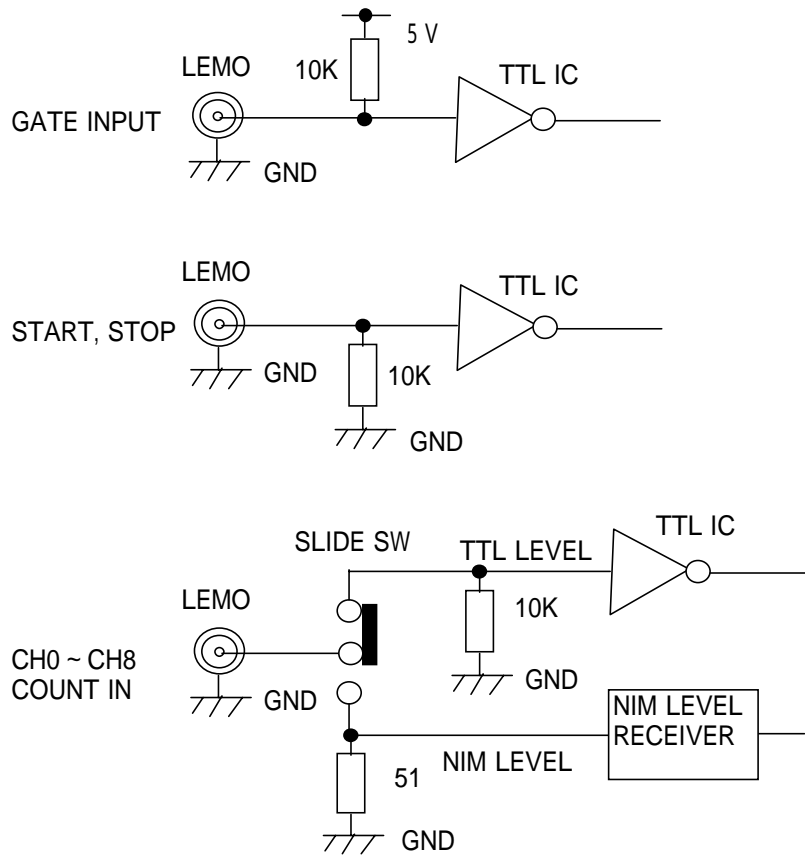 5 V
LEMO
10K
TTL IC
GATE INPUT
GND
LEMO
TTL IC
START, STOP
GND
10K
GND
SLIDE SW
TTL LEVEL
TTL IC
LEMO
10K
CH0 ~ CH8
COUNT IN
GND
GND
NIM LEVEL
RECEIVER
NIM LEVEL
51
GND